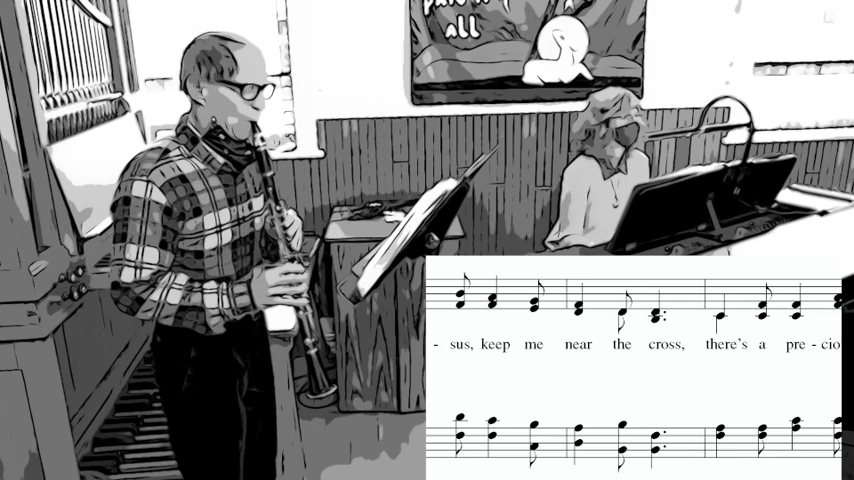 all
- sus, keep me near the cross, there's a pre - cio